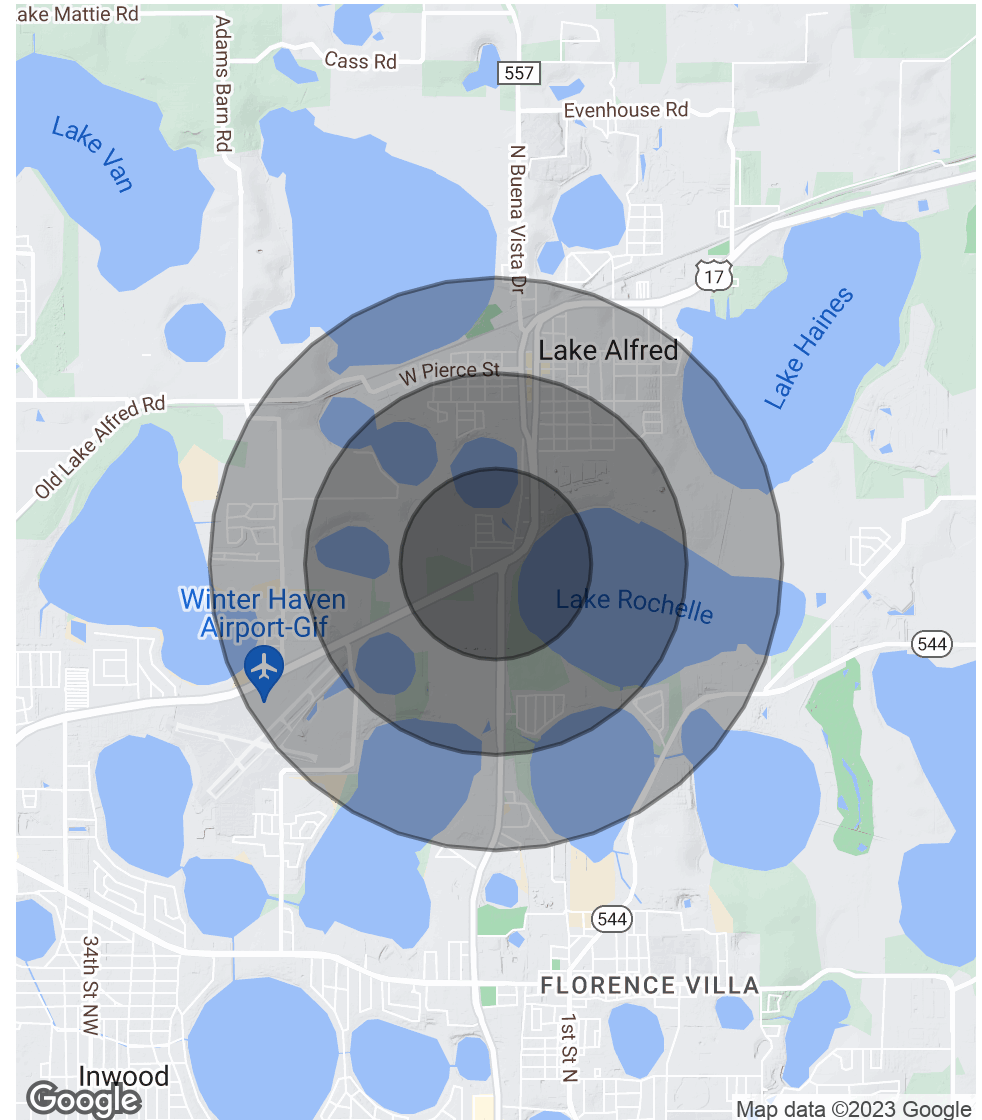 ake Mattie Rd
Adams Barn Rd
Cass Rd
557
Evenhouse Rd
Lake Van
N Buena Vista Dr
17
Lake Haines
Lake Alfred
W Pierce St
Old Lake Alfred Rd
Winter Haven
Airport-Gif
Lake Rochelle
544
544
34th St NW
FLORENCE VILLA
1st St N
Inwood
Google
Map data ©2023 Google